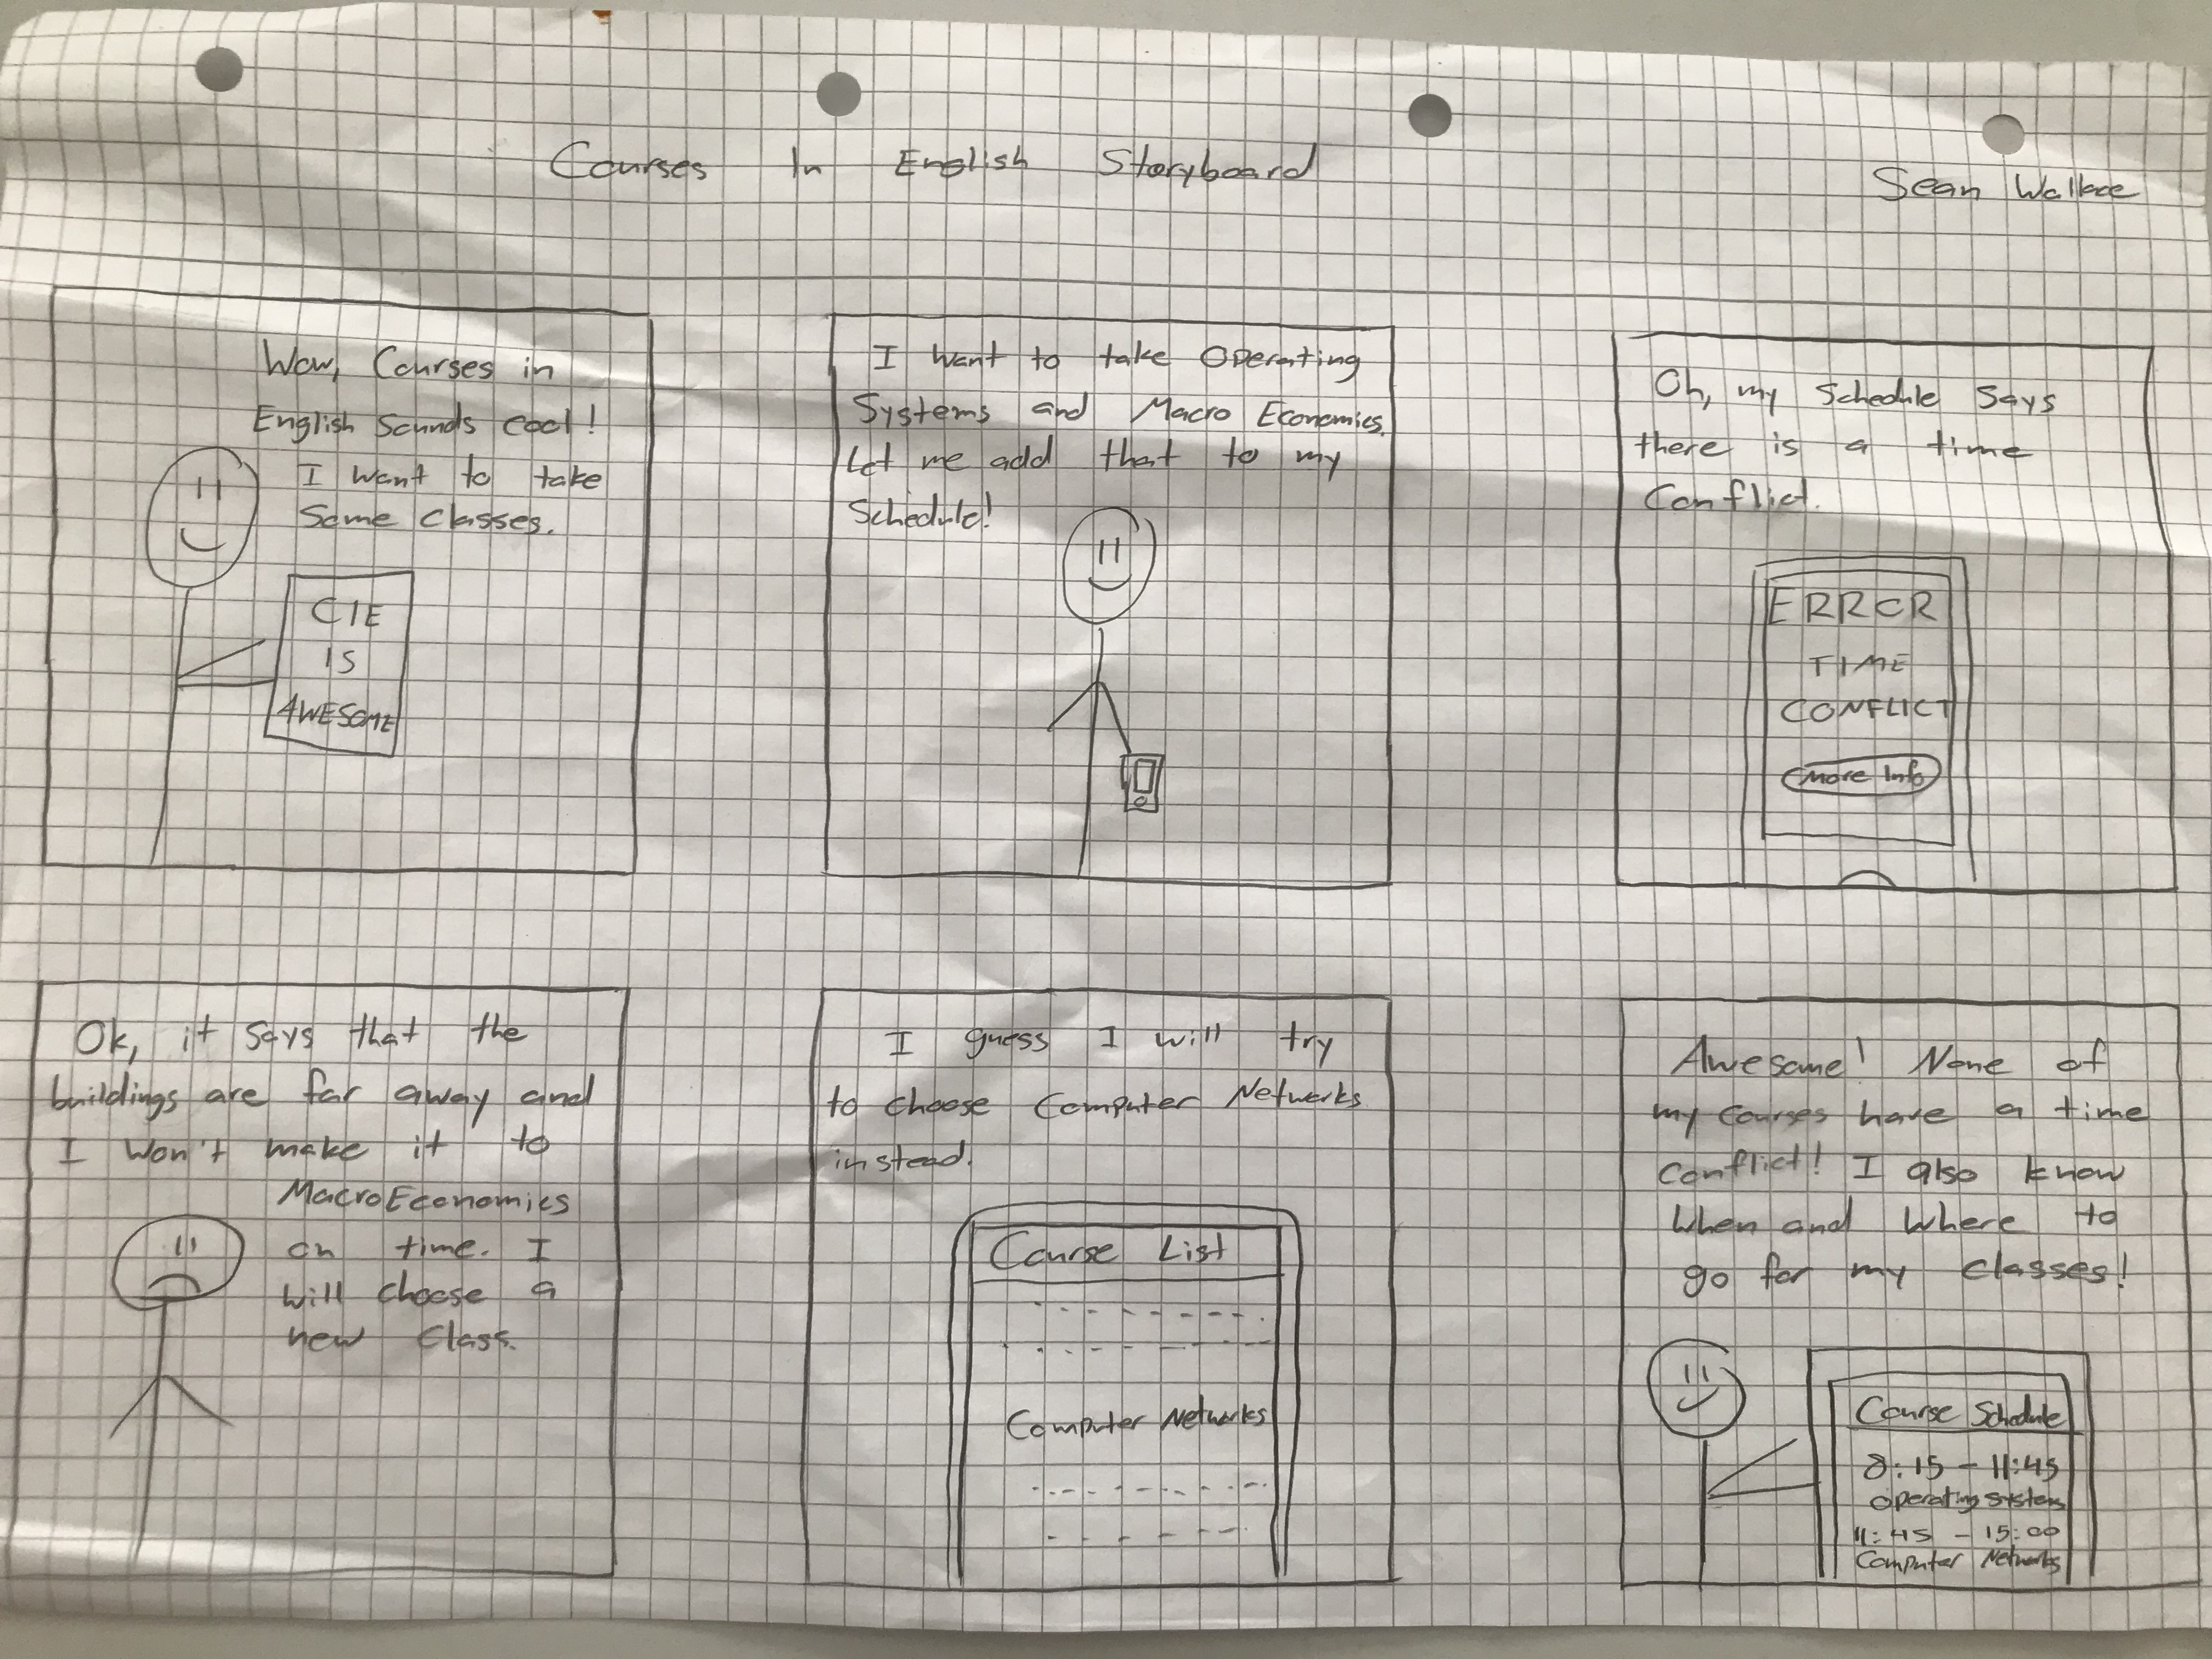 Courses In English Storyboard
Sean Wallace
Wow, Courses in
English Sounds cool!
I want to take
Some classes.
CIE
IS
AWESOME
I want to take Operating
Systems and Macro Economics
Let me add that to my
Schedule!
Oh, my Schedule Says
there is a time
Conflict.
ERROR
TIME
CONFLICT
more info
Ok, it says that the
buildings are far away and
I won't make it to
MacroEconomics
on time. I
will choose a
new class.
I guess I will try
to choose Computer Networks
instead.
Course List
Computer Networks
Awesome! None of
my courses have a time
Conflict! I also know
When and Where to
go for my classes!
Course Schedule
8:15 - 11:45
operating systems
11:45 - 15:00
Computer Networks